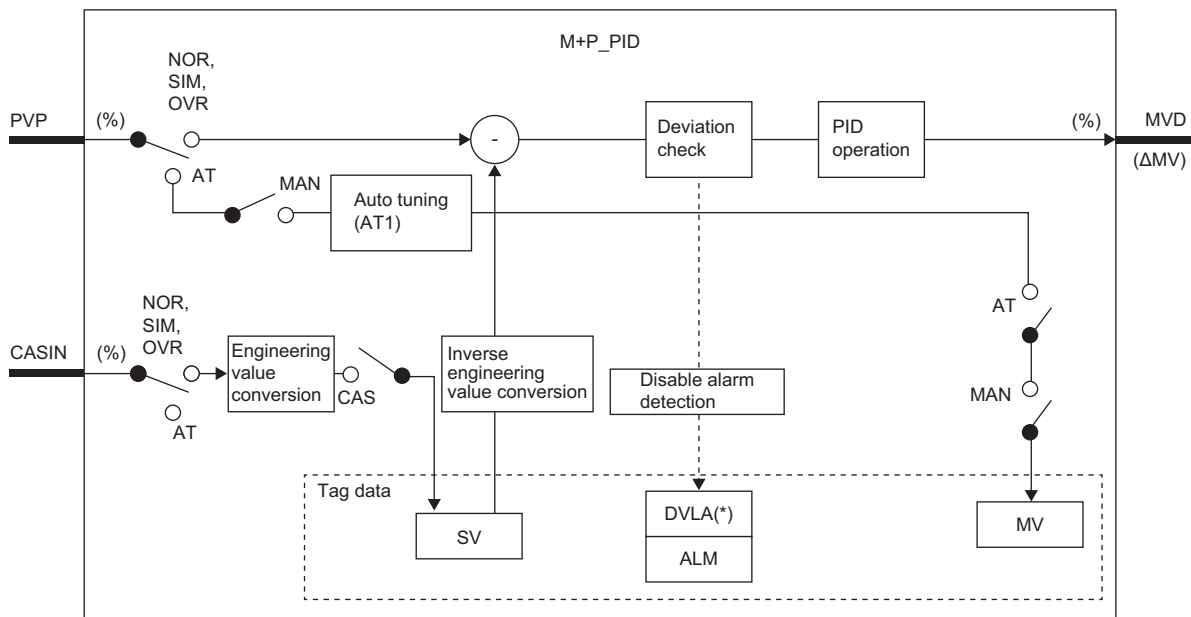 M+P_PID
NOR,
SIM,
OVR
PVP
(%)
AT
MAN
Auto tuning
(AT1)
-
Deviation
check
PID
operation
(%)
MVD
(ΔMV)
CASIN
(%)
NOR,
SIM,
OVR
AT
Engineering
value
conversion
CAS
Inverse
engineering
value conversion
Disable alarm
detection
AT
MAN
Tag data
SV
DVLA(*)
ALM
MV